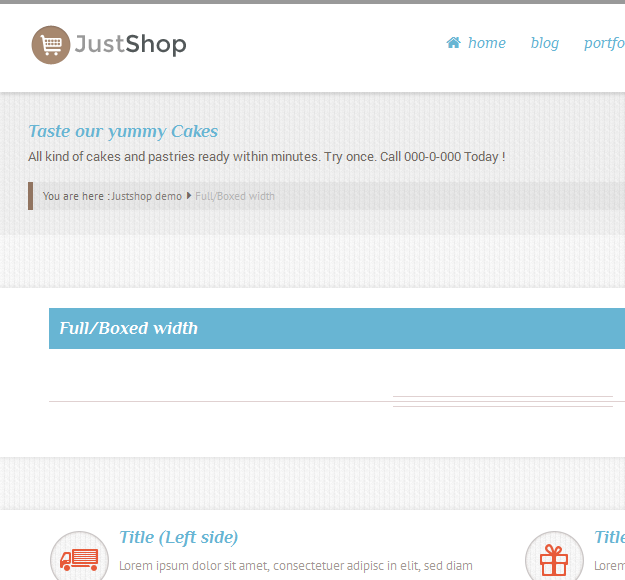 JustShop
home blog
Taste our yummy Cakes
All kind of cakes and pastries ready within minutes. Try once. Call 000-0-000 Today !
You are here : Justshop demo Full/Boxed width
Full/Boxed width
Title (Left side)
Lorem ipsum dolor sit amet, consectetuer adipisc in elit, sed diam